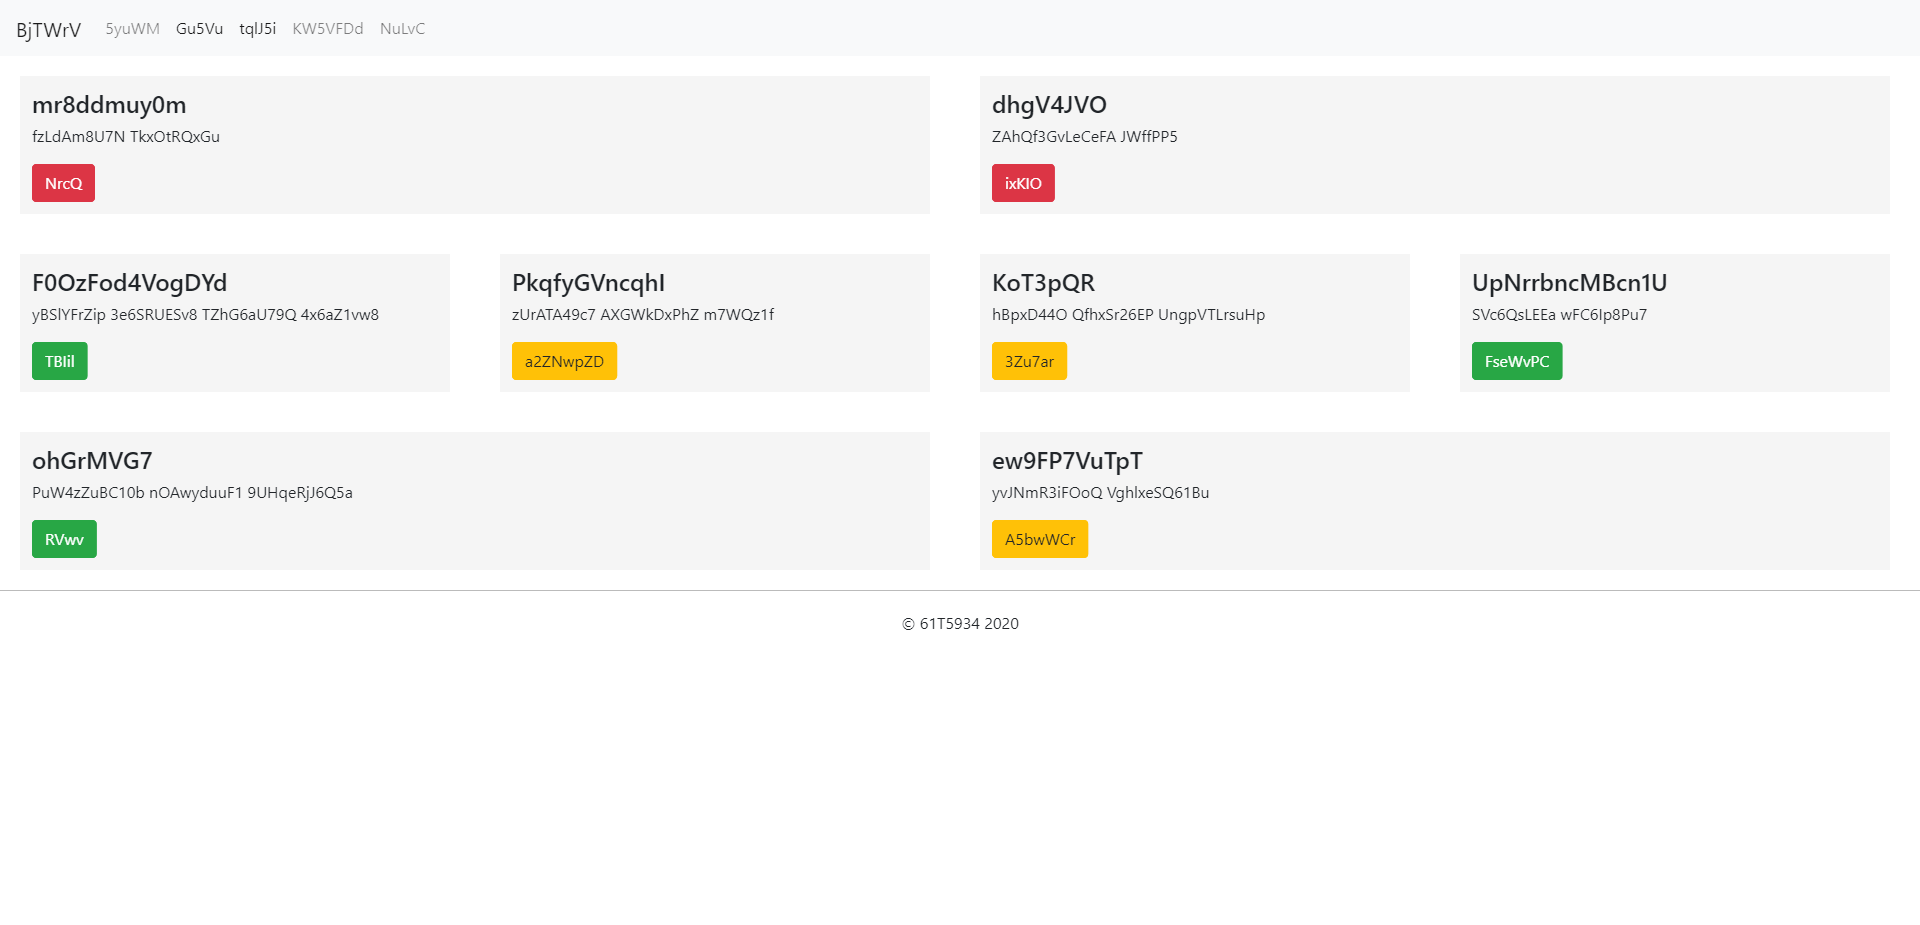 BjTWrV 5yuWM Gu5Vu tqlJ5i KW5VFDd NuLvC
mr8ddmuy0m
fzLdAm8U7N TkxOtRQxGu
NrcQ
dhgV4JVO
ZAhQf3GvLeCeFA JWffPP5
ixKIO
F0OzFod4VogDYd
yBSlYFrZip 3e6SRUESv8 TZhG6aU79Q 4x6aZ1vw8
TBIil
PkqfyGVncqhI
zUrATA49c7 AXGWkDxPhZ m7WQz1f
a2ZNwpZD
KoT3pQR
hBpxD44O QfhxSr26EP UngpVTLrsuHp
3Zu7ar
UpNrrbncMBcn1U
SVc6QsLEEa wFC6Ip8Pu7
FseWvPC
ohGrMVG7
PuW4zZuBC10b nOAwyduuF1 9UHqeRjJ6Q5a
RVwv
ew9FP7VuTpT
yvJNmR3iFOoQ VghlxeSQ61Bu
A5bwWCr
© 61T5934 2020